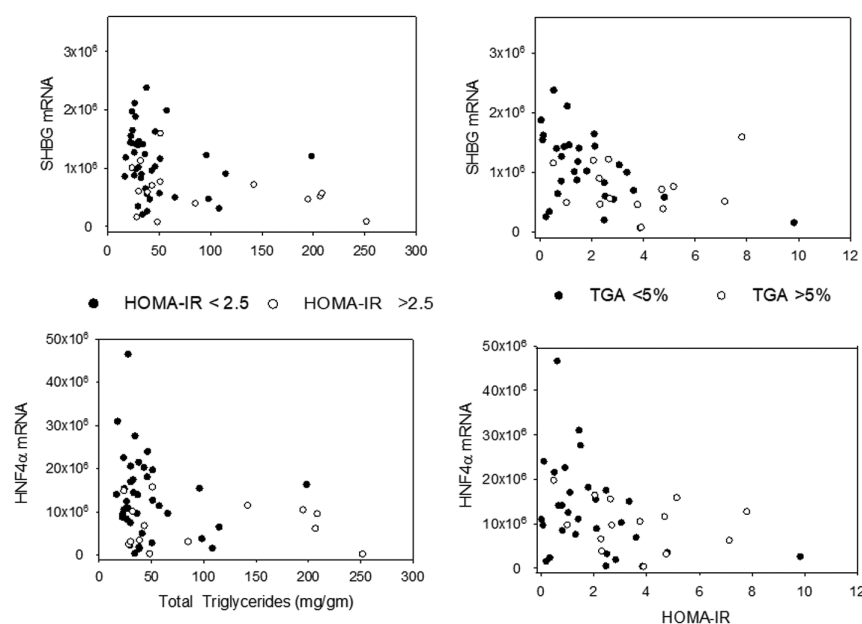 SHBG mRNA
3x10⁶
2x10⁶
1x10⁶
0
0 50 100 150 200 250 300
SHBG mRNA
3x10⁶
2x10⁶
1x10⁶
0
0 2 4 6 8 10 12
HOMA-IR < 2.5 HOMA-IR >2.5
TGA <5% TGA >5%
HNF4α mRNA
50x10⁶
40x10⁶
30x10⁶
20x10⁶
10x10⁶
0
0 50 100 150 200 250 300
Total Triglycerides (mg/gm)
HNF4α mRNA
50x10⁶
40x10⁶
30x10⁶
20x10⁶
10x10⁶
0
0 2 4 6 8 10 12
HOMA-IR